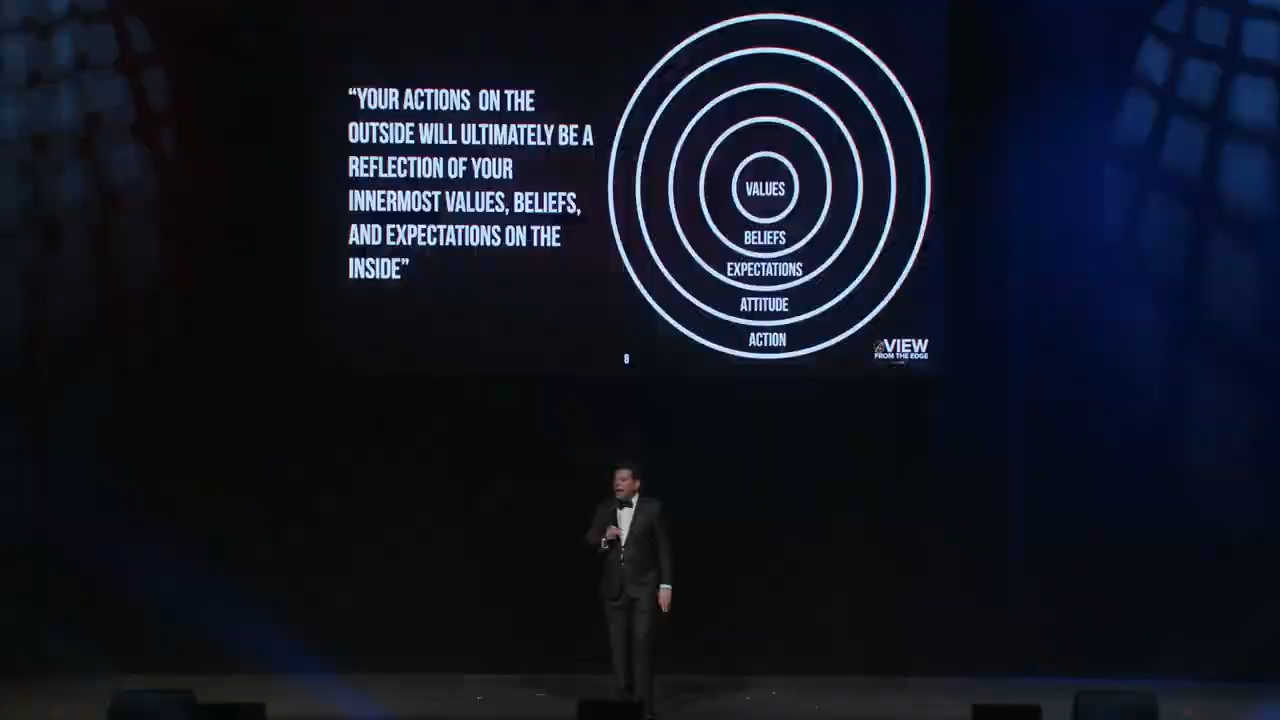 “YOUR ACTIONS ON THE
OUTSIDE WILL ULTIMATELY BE A
REFLECTION OF YOUR
INNERMOST VALUES, BELIEFS,
AND EXPECTATIONS ON THE
INSIDE”
VALUES
BELIEFS
EXPECTATIONS
ATTITUDE
ACTION
8
VIEW
FROM THE EDGE